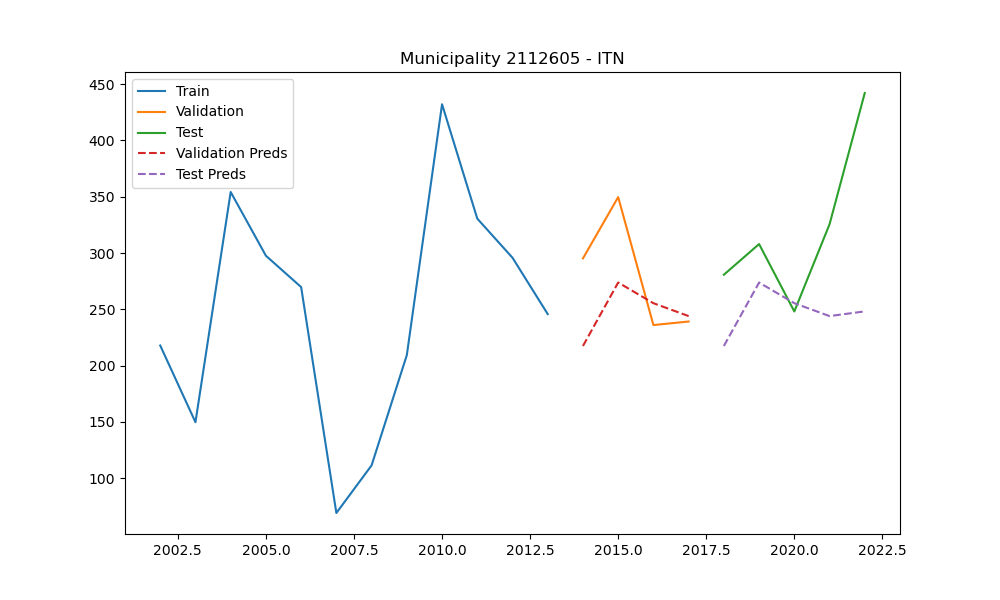 Municipality 2112605 - ITN
Train
Validation
Test
Validation Preds
Test Preds
450
400
350
300
250
200
150
100
2002.5 2005.0 2007.5 2010.0 2012.5 2015.0 2017.5 2020.0 2022.5